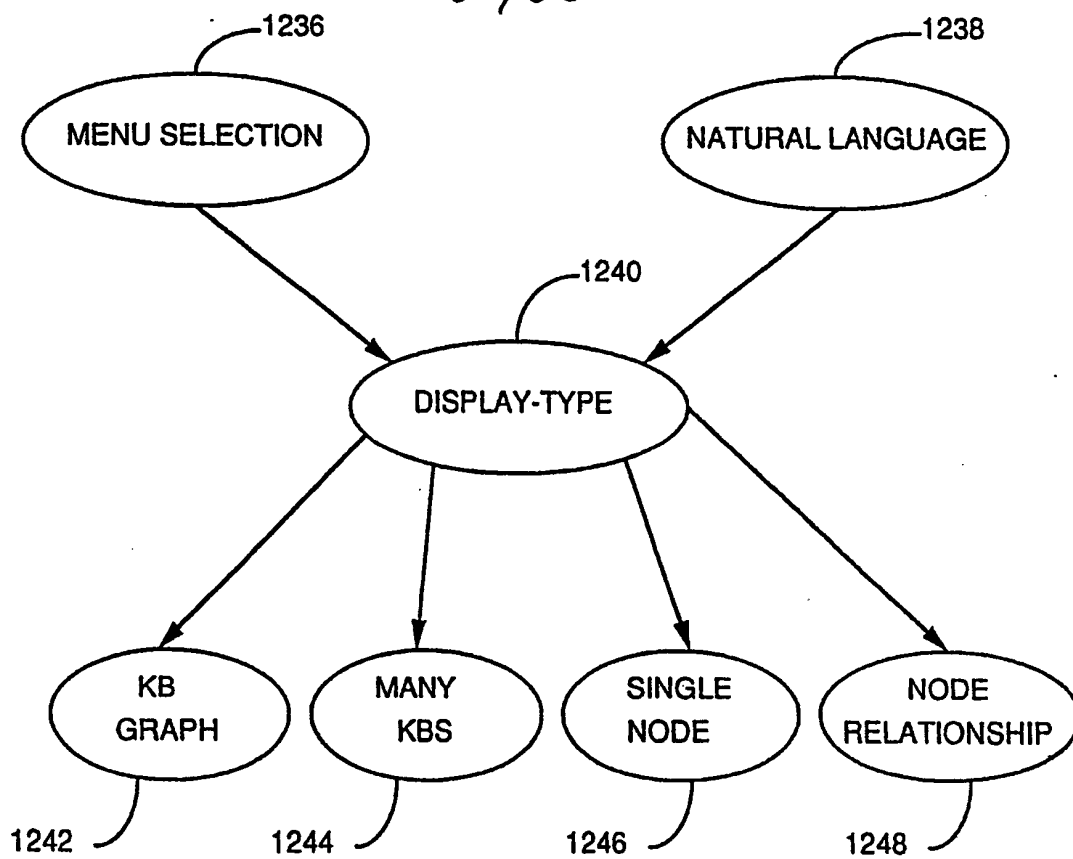 1236
1238
MENU SELECTION
NATURAL LANGUAGE
1240
DISPLAY-TYPE
KB
GRAPH
MANY
KBS
SINGLE
NODE
NODE
RELATIONSHIP
1242
1244
1246
1248